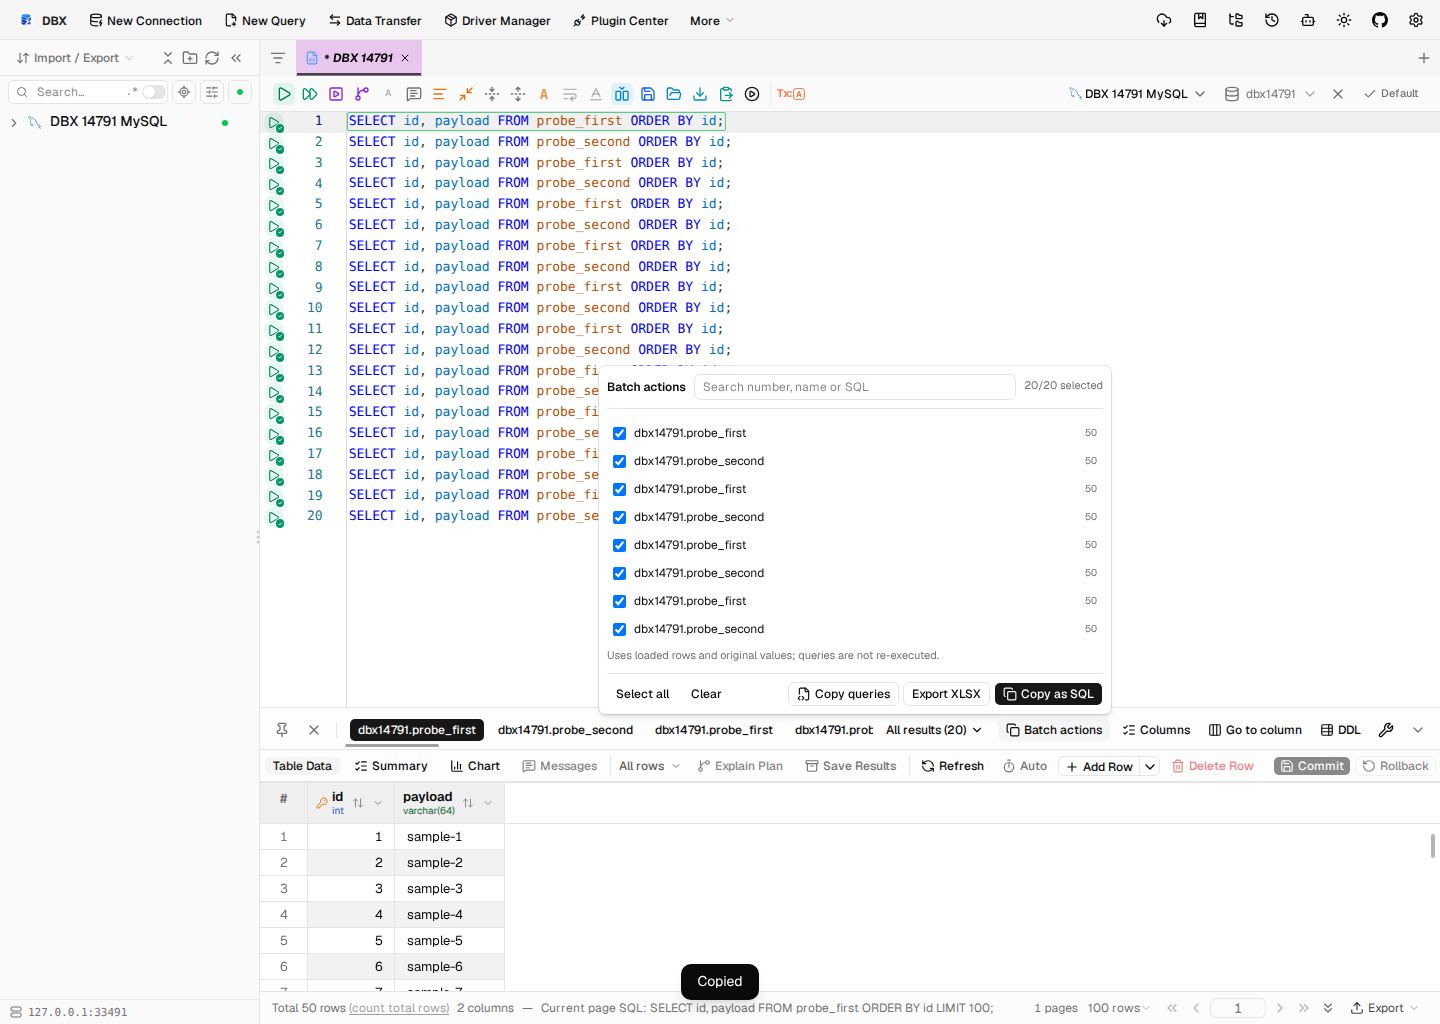 DBX New Connection New Query Data Transfer Driver Manager Plugin Center More
Import / Export
* DBX 14791
Search... .*
Tx: A
DBX 14791 MySQL dbx14791 Default
DBX 14791 MySQL
1 SELECT id, payload FROM probe_first ORDER BY id;
2 SELECT id, payload FROM probe_second ORDER BY id;
3 SELECT id, payload FROM probe_first ORDER BY id;
4 SELECT id, payload FROM probe_second ORDER BY id;
5 SELECT id, payload FROM probe_first ORDER BY id;
6 SELECT id, payload FROM probe_second ORDER BY id;
7 SELECT id, payload FROM probe_first ORDER BY id;
8 SELECT id, payload FROM probe_second ORDER BY id;
9 SELECT id, payload FROM probe_first ORDER BY id;
10 SELECT id, payload FROM probe_second ORDER BY id;
11 SELECT id, payload FROM probe_first ORDER BY id;
12 SELECT id, payload FROM probe_second ORDER BY id;
13 SELECT id, payload FROM probe_fi
14 SELECT id, payload FROM probe_se
15 SELECT id, payload FROM probe_fi
16 SELECT id, payload FROM probe_se
17 SELECT id, payload FROM probe_fi
18 SELECT id, payload FROM probe_se
19 SELECT id, payload FROM probe_fi
20 SELECT id, payload FROM probe_se
Batch actions Search number, name or SQL 20/20 selected
dbx14791.probe_first 50
dbx14791.probe_second 50
dbx14791.probe_first 50
dbx14791.probe_second 50
dbx14791.probe_first 50
dbx14791.probe_second 50
dbx14791.probe_first 50
dbx14791.probe_second 50
Uses loaded rows and original values; queries are not re-executed.
Select all Clear Copy queries Export XLSX Copy as SQL
dbx14791.probe_first dbx14791.probe_second dbx14791.probe_first dbx14791.prot All results (20) Batch actions Columns Go to column DDL
Table Data Summary Chart Messages All rows Explain Plan Save Results Refresh Auto Add Row Delete Row Commit Rollback
# id payload
int varchar(64)
1 1 sample-1
2 2 sample-2
3 3 sample-3
4 4 sample-4
5 5 sample-5
6 6 sample-6
Copied
127.0.0.1:33491
Total 50 rows (count total rows) 2 columns — Current page SQL: SELECT id, payload FROM probe_first ORDER BY id LIMIT 100; 1 pages 100 rows 1 Export